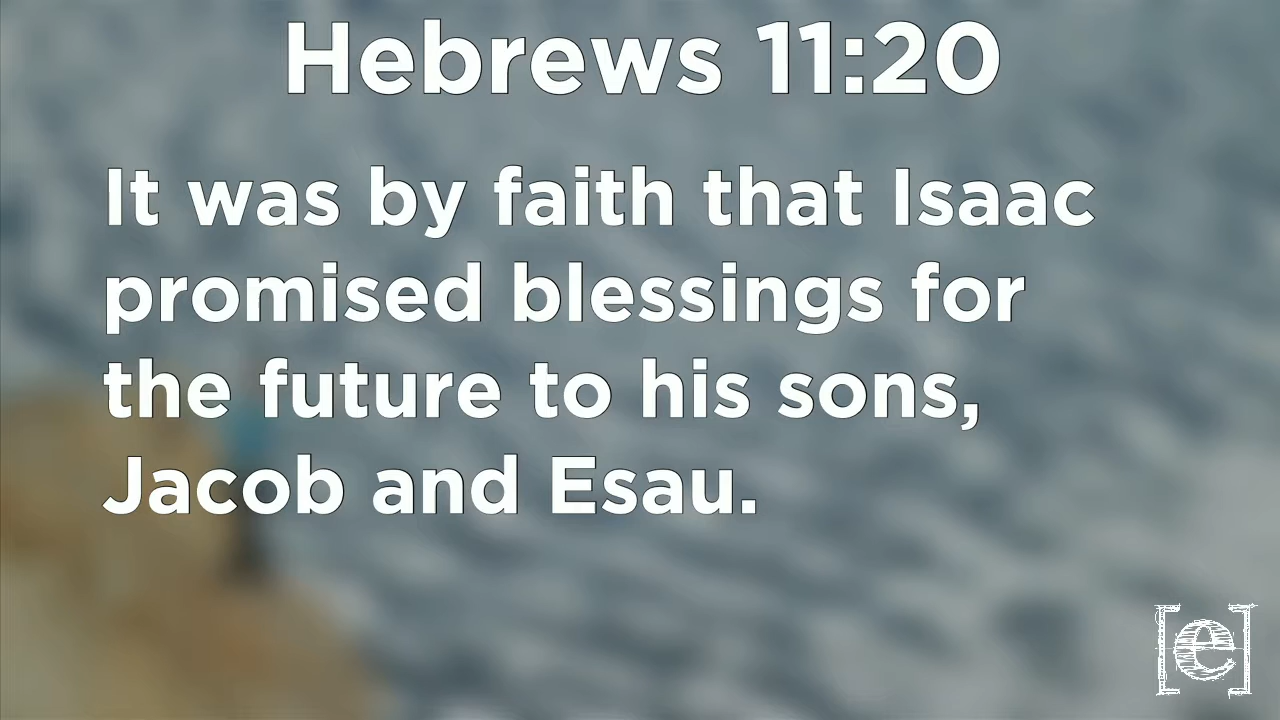 Hebrews 11:20
It was by faith that Isaac
promised blessings for
the future to his sons,
Jacob and Esau.
[e]